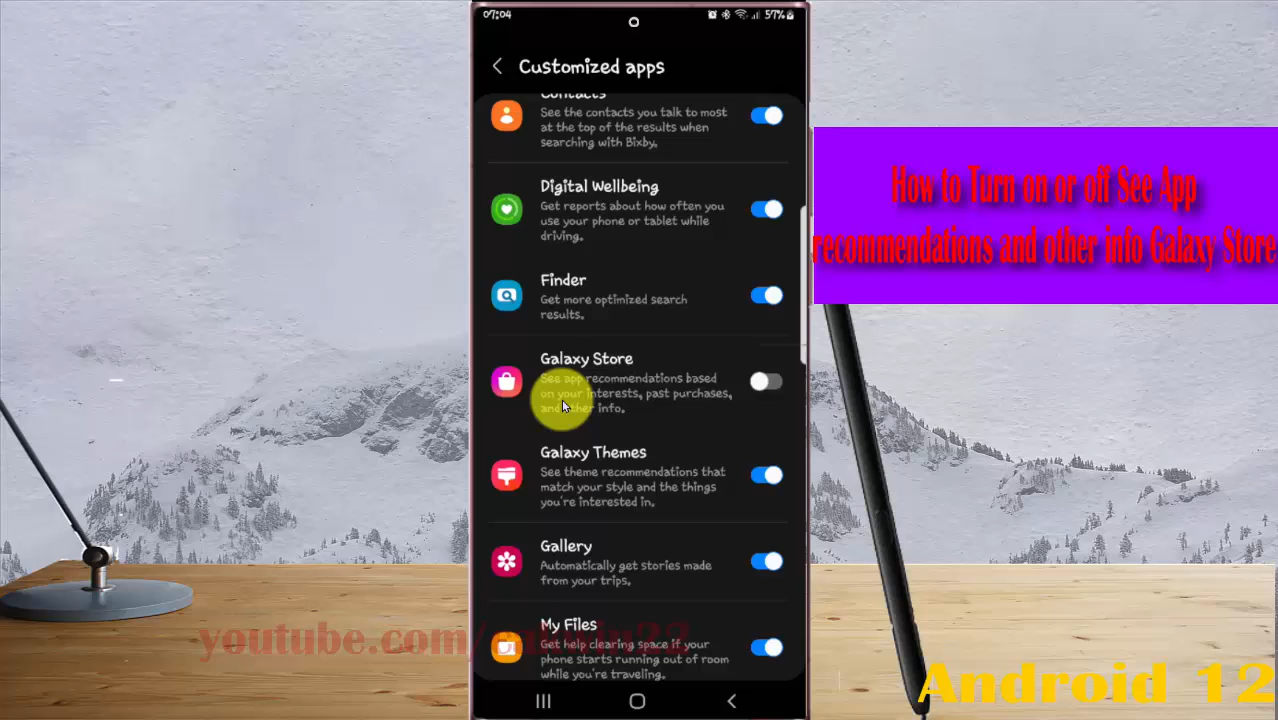 07:04
57%
Customized apps
Contacts
See the contacts you talk to most
at the top of the results when
searching with Bixby.
Digital Wellbeing
Get reports about how often you
use your phone or tablet while
driving.
Finder
Get more optimized search
results.
Galaxy Store
See app recommendations based
on your interests, past purchases,
and other info.
Galaxy Themes
See theme recommendations that
match your style and the things
you're interested in.
Gallery
Automatically get stories made
from your trips.
My Files
Get help clearing space if your
phone starts running out of room
while you're traveling.
How to Turn on or off See App
recommendations and other info Galaxy Store
youtube.com/
Android 12